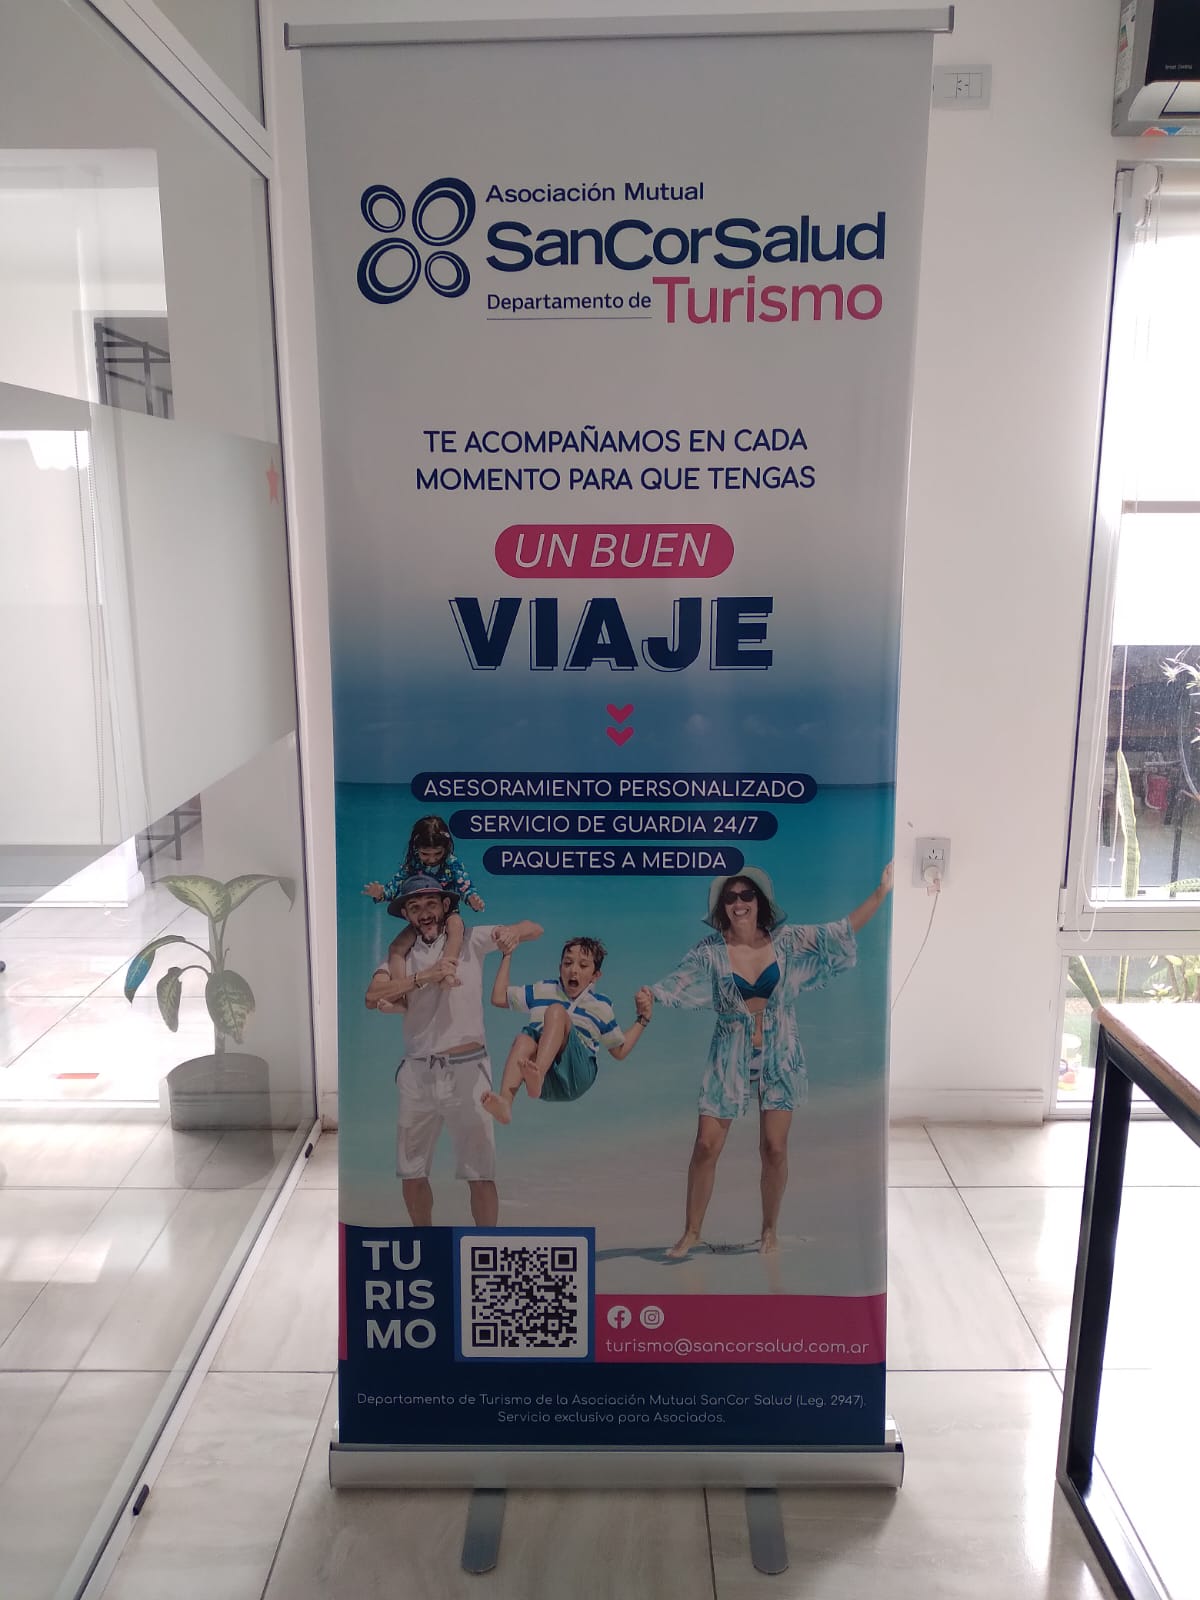 Asociación Mutual
SanCorSalud
Departamento de Turismo
TE ACOMPAÑAMOS EN CADA
MOMENTO PARA QUE TENGAS
UN BUEN
VIAJE
ASESORAMIENTO PERSONALIZADO
SERVICIO DE GUARDIA 24/7
PAQUETES A MEDIDA
TU
RIS
MO
turismo@sancorsalud.com.ar
Departamento de Turismo de la Asociación Mutual SanCor Salud (Leg. 2947).
Servicio exclusivo para Asociados.